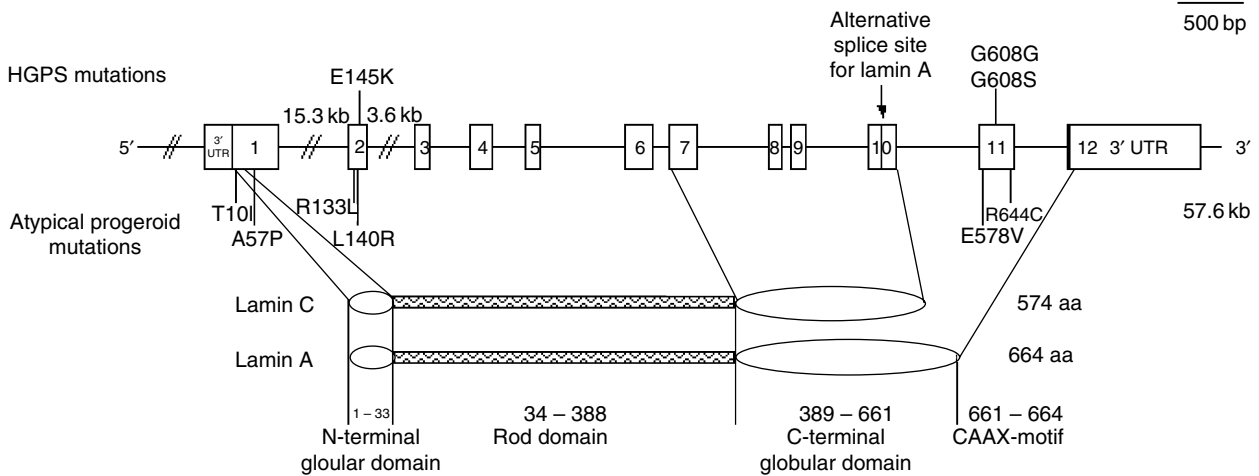 500 bp
Alternative
splice site
for lamin A
HGPS mutations
E145K
G608G
G608S
15.3 kb
3.6 kb
5′
3′
UTR
1
2
3
4
5
6
7
8
9
10
11
12
3′ UTR
3′
Atypical progeroid
mutations
T10I
A57P
R133L
L140R
R644C
E578V
57.6 kb
Lamin C
574 aa
Lamin A
664 aa
1 – 33
34 – 388
389 – 661
661 – 664
N-terminal
gloular domain
Rod domain
C-terminal
globular domain
CAAX-motif